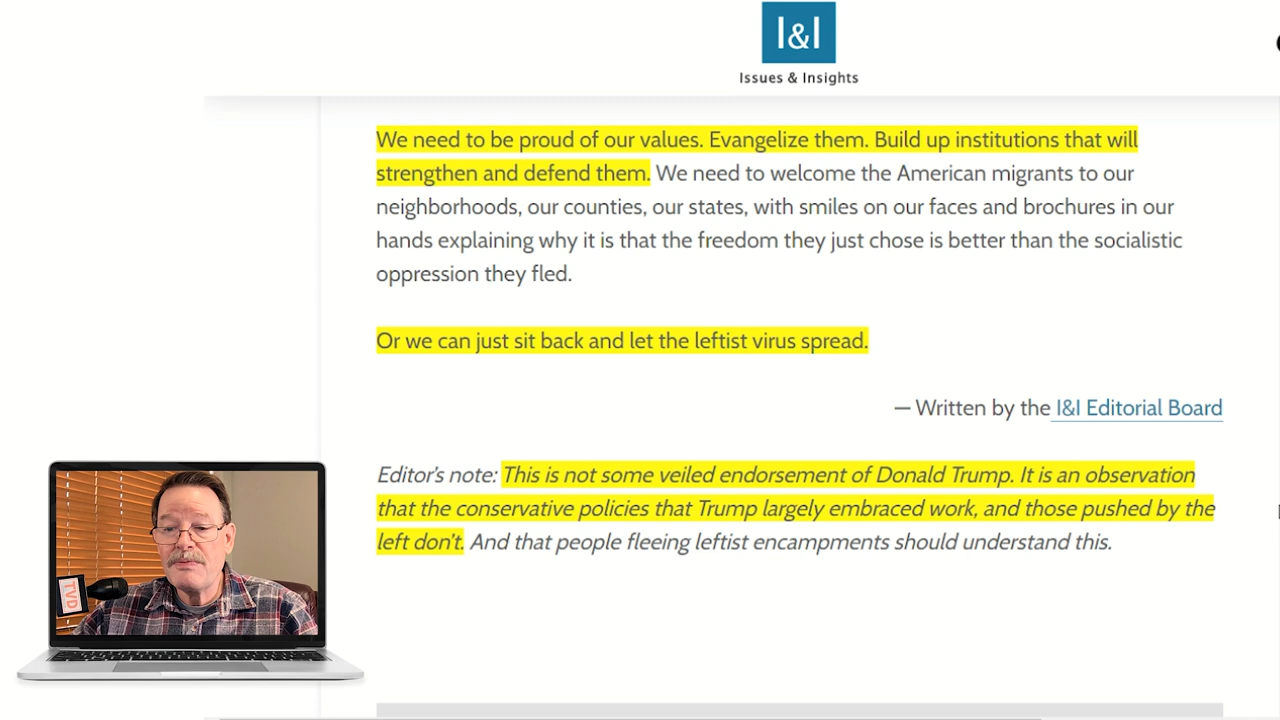 I&I
Issues & Insights
We need to be proud of our values. Evangelize them. Build up institutions that will
strengthen and defend them. We need to welcome the American migrants to our
neighborhoods, our counties, our states, with smiles on our faces and brochures in our
hands explaining why it is that the freedom they just chose is better than the socialistic
oppression they fled.
Or we can just sit back and let the leftist virus spread.
— Written by the I&I Editorial Board
Editor's note: This is not some veiled endorsement of Donald Trump. It is an observation
that the conservative policies that Trump largely embraced work, and those pushed by the
left don't. And that people fleeing leftist encampments should understand this.
TVD